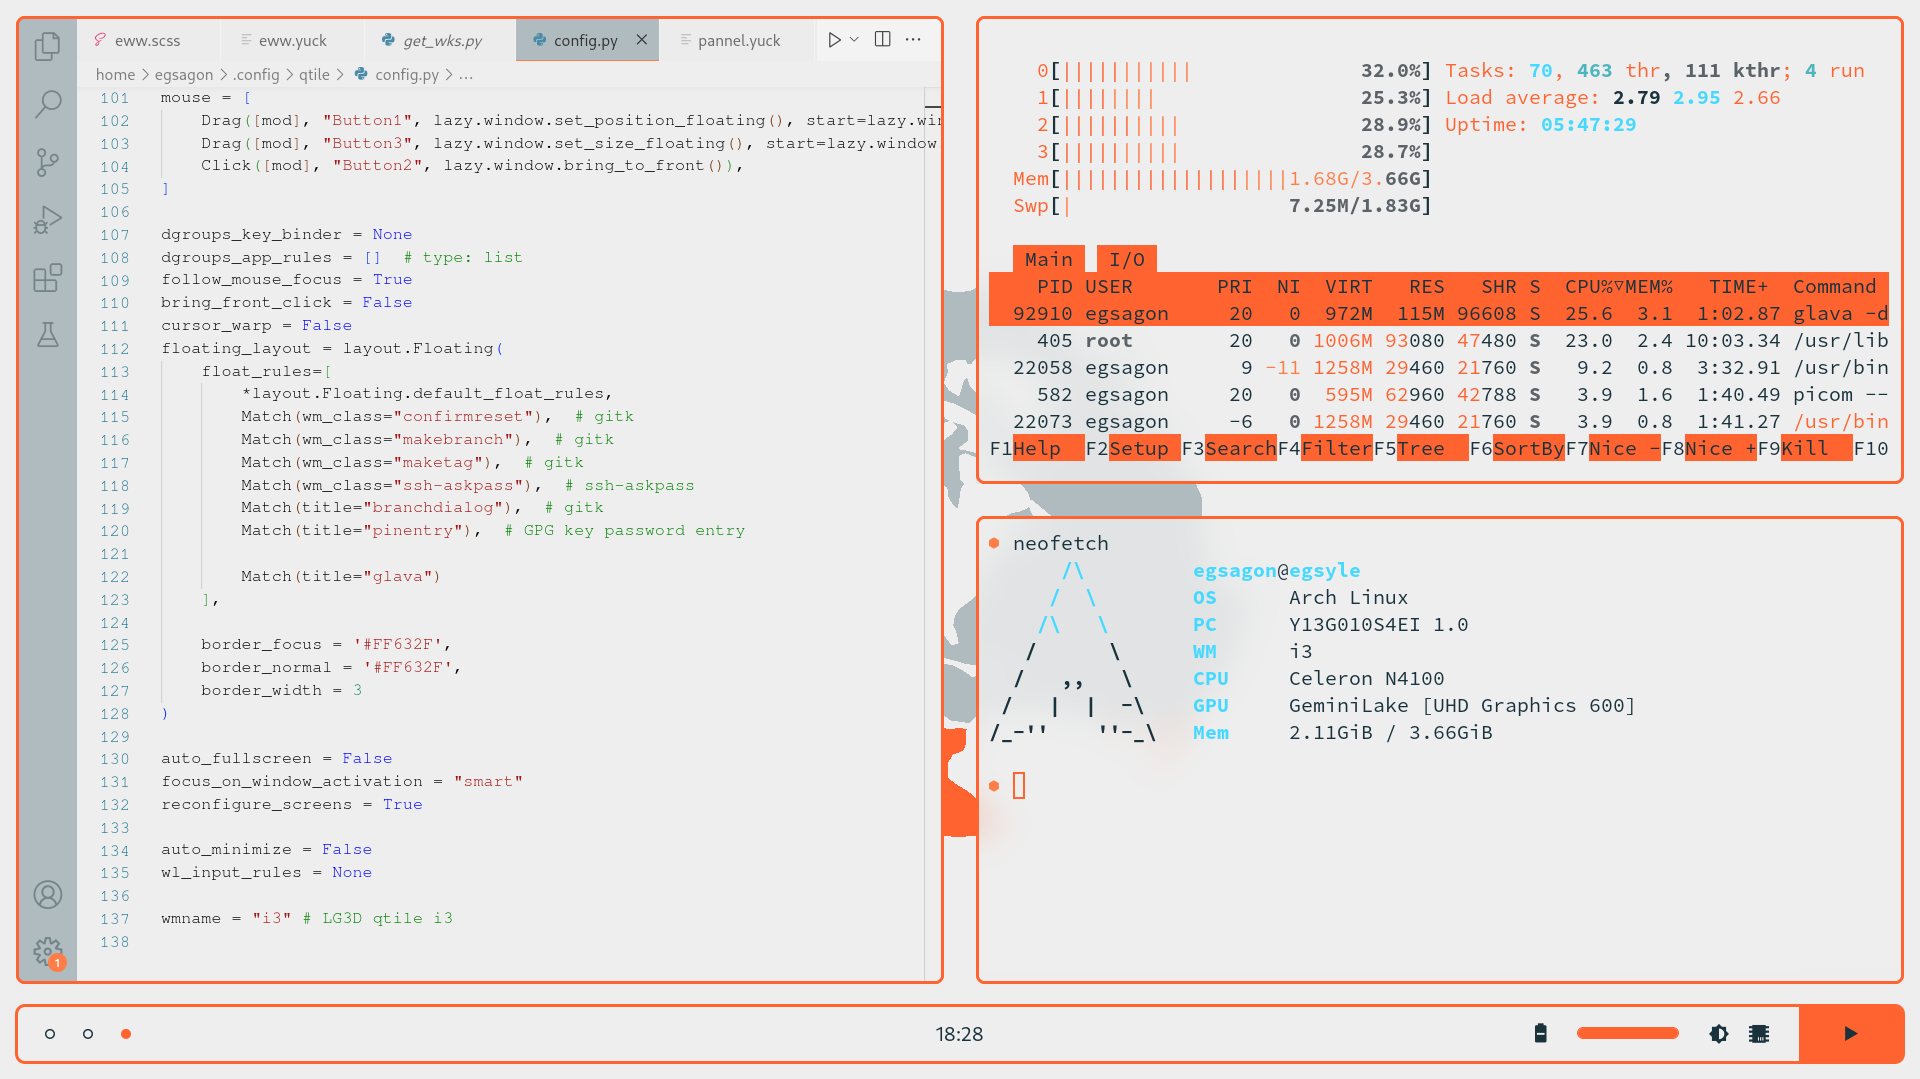 eww.scss eww.yuck get_wks.py config.py pannel.yuck
home > egsagon > .config > qtile > config.py > ...
101 mouse = [
102     Drag([mod], "Button1", lazy.window.set_position_floating(), start=lazy.win
103     Drag([mod], "Button3", lazy.window.set_size_floating(), start=lazy.window
104     Click([mod], "Button2", lazy.window.bring_to_front()),
105 ]
106
107 dgroups_key_binder = None
108 dgroups_app_rules = []  # type: list
109 follow_mouse_focus = True
110 bring_front_click = False
111 cursor_warp = False
112 floating_layout = layout.Floating(
113     float_rules=[
114         *layout.Floating.default_float_rules,
115         Match(wm_class="confirmreset"),  # gitk
116         Match(wm_class="makebranch"),  # gitk
117         Match(wm_class="maketag"),  # gitk
118         Match(wm_class="ssh-askpass"),  # ssh-askpass
119         Match(title="branchdialog"),  # gitk
120         Match(title="pinentry"),  # GPG key password entry
121
122         Match(title="glava")
123     ],
124
125     border_focus = '#FF632F',
126     border_normal = '#FF632F',
127     border_width = 3
128 )
129
130 auto_fullscreen = False
131 focus_on_window_activation = "smart"
132 reconfigure_screens = True
133
134 auto_minimize = False
135 wl_input_rules = None
136
137 wmname = "i3" # LG3D qtile i3
138
1
0[||||||||||| 32.0%] Tasks: 70, 463 thr, 111 kthr; 4 run
1[|||||||| 25.3%] Load average: 2.79 2.95 2.66
2[|||||||||| 28.9%] Uptime: 05:47:29
3[|||||||||| 28.7%]
Mem[|||||||||||||||||||1.68G/3.66G]
Swp[| 7.25M/1.83G]
Main I/O
PID USER PRI NI VIRT RES SHR S CPU%▽MEM% TIME+ Command
92910 egsagon 20 0 972M 115M 96608 S 25.6 3.1 1:02.87 glava -d
405 root 20 0 1006M 93080 47480 S 23.0 2.4 10:03.34 /usr/lib
22058 egsagon 9 -11 1258M 29460 21760 S 9.2 0.8 3:32.91 /usr/bin
582 egsagon 20 0 595M 62960 42788 S 3.9 1.6 1:40.49 picom --
22073 egsagon -6 0 1258M 29460 21760 S 3.9 0.8 1:41.27 /usr/bin
F1Help F2Setup F3SearchF4FilterF5Tree F6SortByF7Nice -F8Nice +F9Kill F10
neofetch
/\ egsagon@egsyle
/  \ OS Arch Linux
/\   \ PC Y13G010S4EI 1.0
/      \ WM i3
/   ,,   \ CPU Celeron N4100
/   |  |  -\ GPU GeminiLake [UHD Graphics 600]
/_-''    ''-_\ Mem 2.11GiB / 3.66GiB
18:28